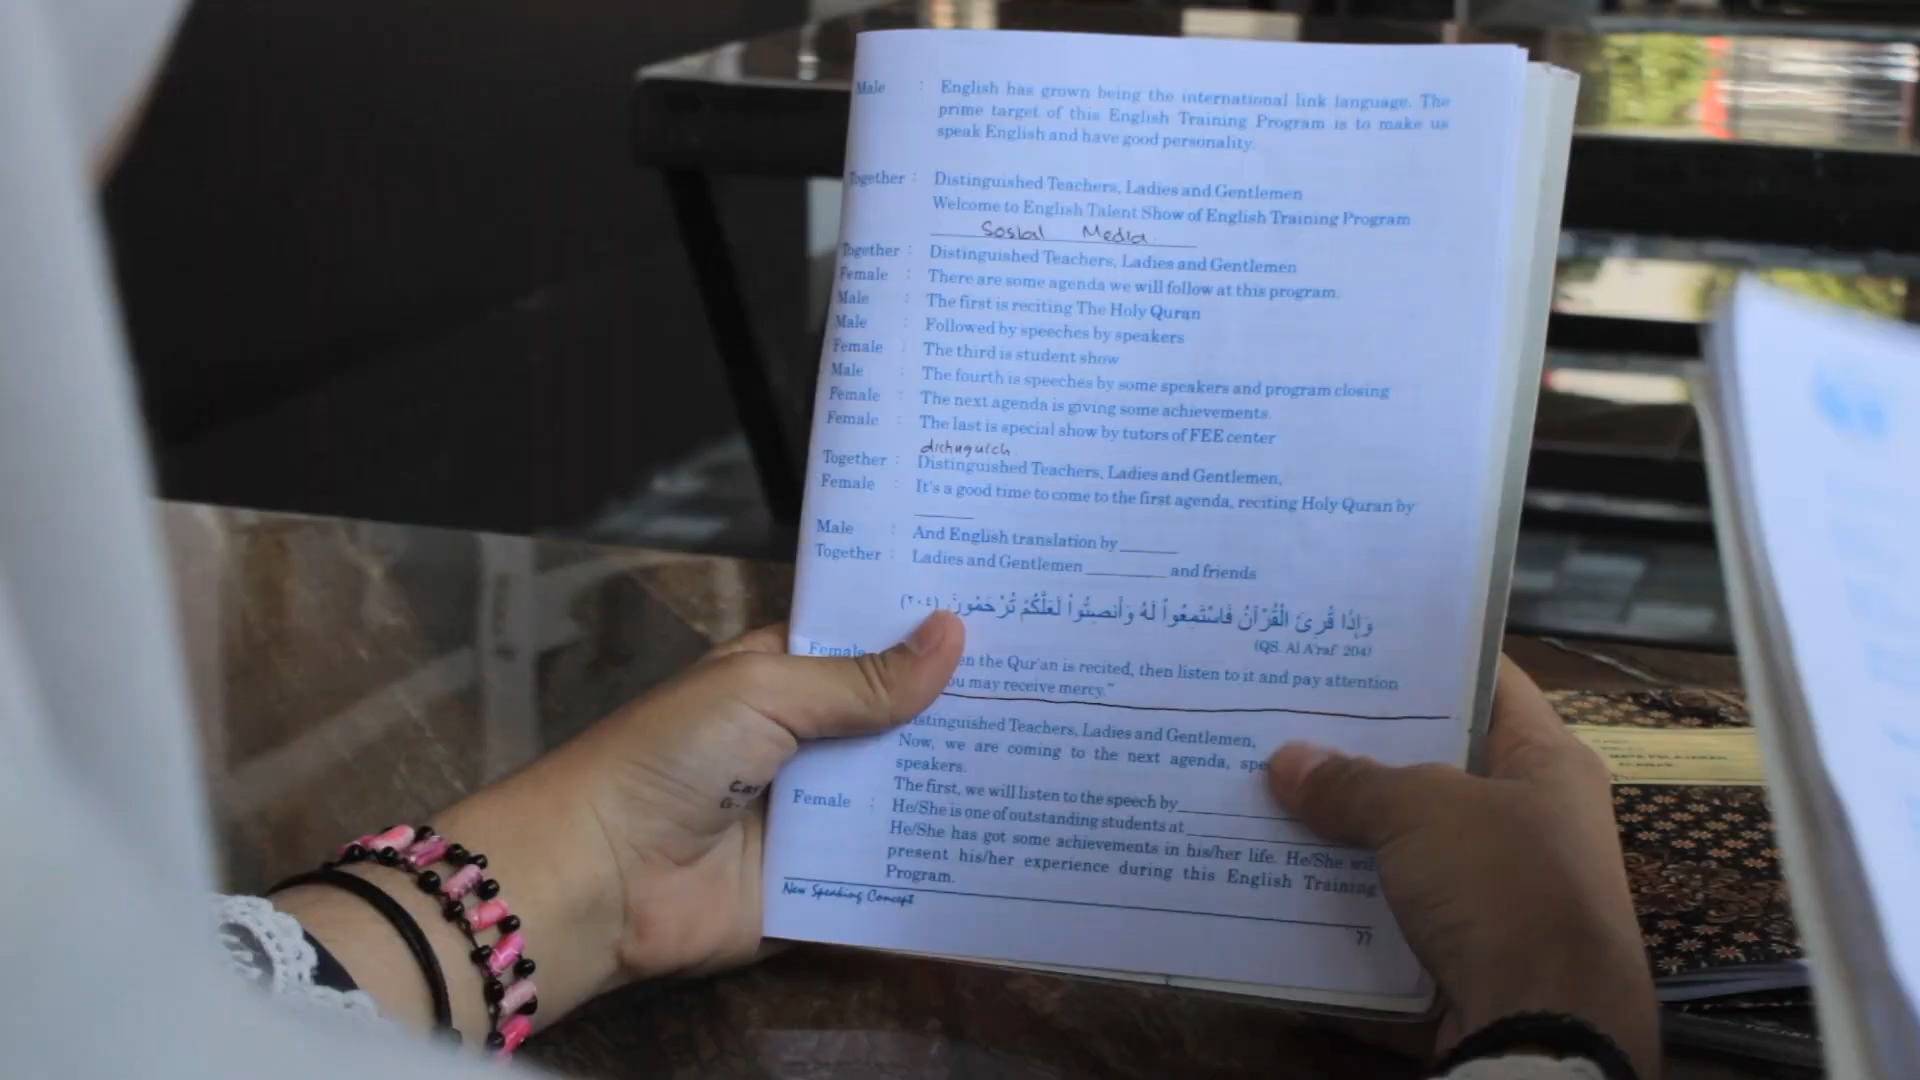 Male : English has grown being the international link language. The
prime target of this English Training Program is to make us
speak English and have good personality.
Together : Distinguished Teachers, Ladies and Gentlemen
Welcome to English Talent Show of English Training Program
Sosial Media
Together : Distinguished Teachers, Ladies and Gentlemen
Female : There are some agenda we will follow at this program.
Male : The first is reciting The Holy Quran
Male : Followed by speeches by speakers
Female : The third is student show
Male : The fourth is speeches by some speakers and program closing
Female : The next agenda is giving some achievements.
Female : The last is special show by tutors of FEE center
Together : Distinguished Teachers, Ladies and Gentlemen,
Female : It's a good time to come to the first agenda, reciting Holy Quran by
______
Male : And English translation by ______
Together : Ladies and Gentlemen ________ and friends
وَإِذَا قُرِئَ الْقُرْآنُ فَاسْتَمِعُواْ لَهُ وَأَنصِتُواْ لَعَلَّكُمْ تُرْحَمُونَ (٢٠٤)
(QS. Al A'raf 204)
Female
en the Qur'an is recited, then listen to it and pay attention
ou may receive mercy."
istinguished Teachers, Ladies and Gentlemen,
Now, we are coming to the next agenda, spe
speakers.
The first, we will listen to the speech by
Female : He/She is one of outstanding students at
He/She has got some achievements in his/her life. He/She will
present his/her experience during this English Training
Program.
New Speaking Concept
77